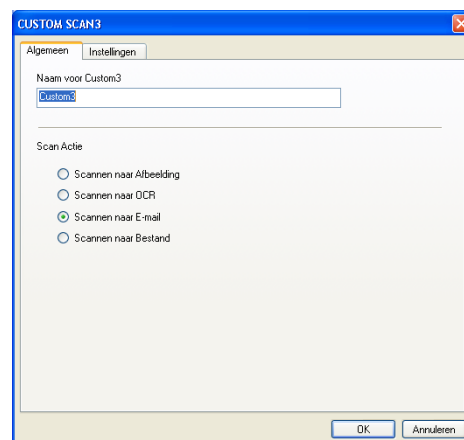 CUSTOM SCAN3
Algemeen Instellingen
Naam voor Custom3
Custom3
Scan Actie
Scannen naar Afbeelding
Scannen naar OCR
Scannen naar E-mail
Scannen naar Bestand
OK Annuleren